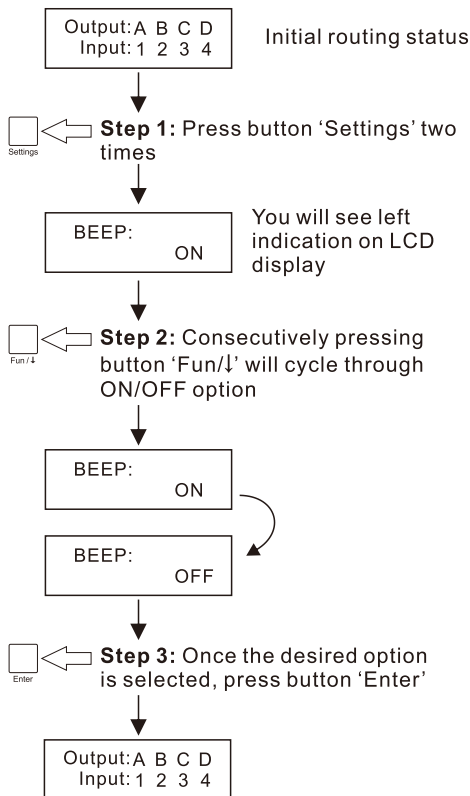 Output: A B C D
Input: 1 2 3 4
Initial routing status
Settings
Step 1: Press button ‘Settings’ two
times
BEEP:
ON
You will see left
indication on LCD
display
Fun / ↓
Step 2: Consecutively pressing
button ‘Fun/↓’ will cycle through
ON/OFF option
BEEP:
ON
BEEP:
OFF
Enter
Step 3: Once the desired option
is selected, press button ‘Enter’
Output: A B C D
Input: 1 2 3 4